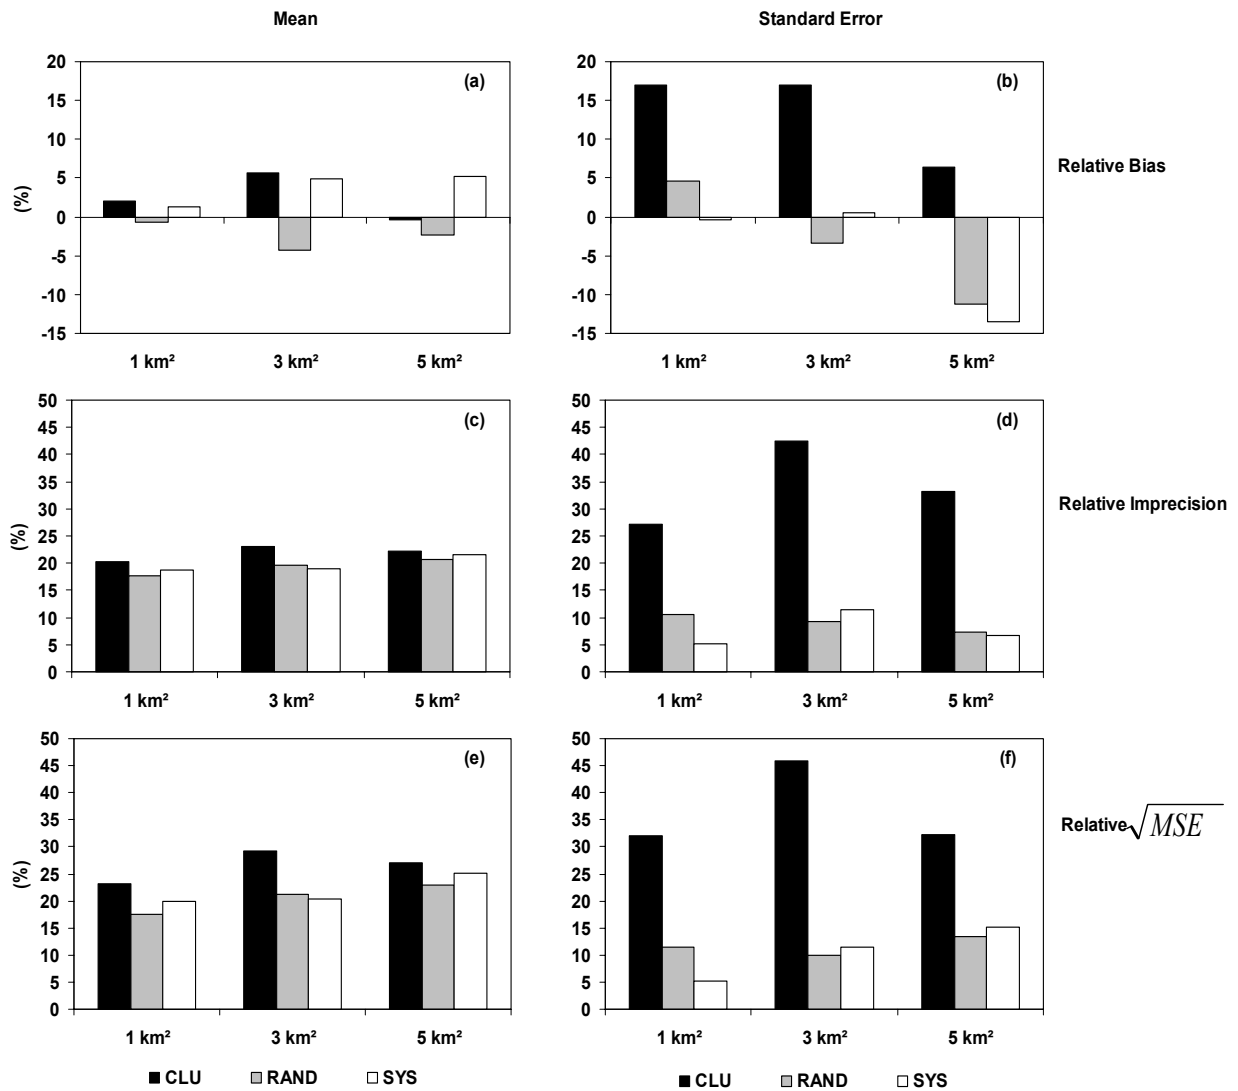 Mean
Standard Error
20
15
10
5
0
-5
-10
-15
(%)
(a)
1 km²
3 km²
5 km²
20
15
10
5
0
-5
-10
-15
(b)
1 km²
3 km²
5 km²
Relative Bias
50
45
40
35
30
25
20
15
10
5
0
(%)
(c)
1 km²
3 km²
5 km²
50
45
40
35
30
25
20
15
10
5
0
(d)
1 km²
3 km²
5 km²
Relative Imprecision
50
45
40
35
30
25
20
15
10
5
0
(%)
(e)
1 km²
3 km²
5 km²
50
45
40
35
30
25
20
15
10
5
0
(f)
1 km²
3 km²
5 km²
Relative √MSE
CLU RAND SYS
CLU RAND SYS